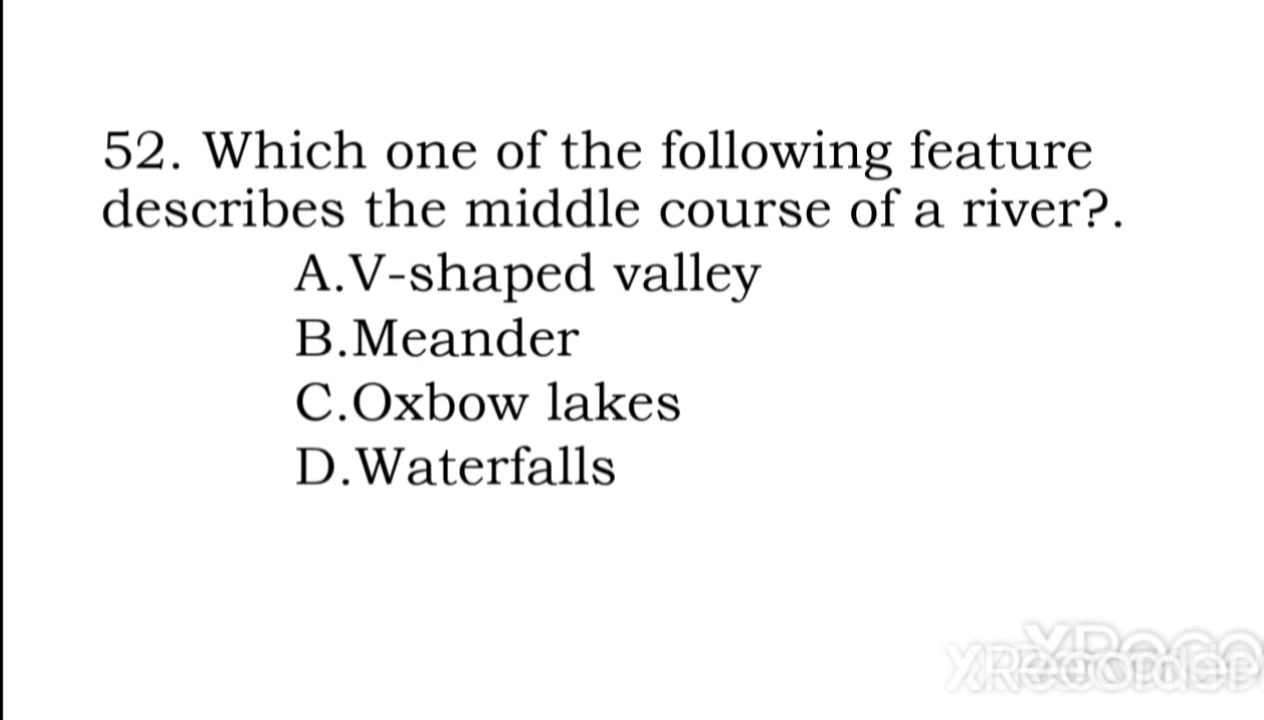 52. Which one of the following feature
describes the middle course of a river?.
A.V-shaped valley
B.Meander
C.Oxbow lakes
D.Waterfalls
XRecorder